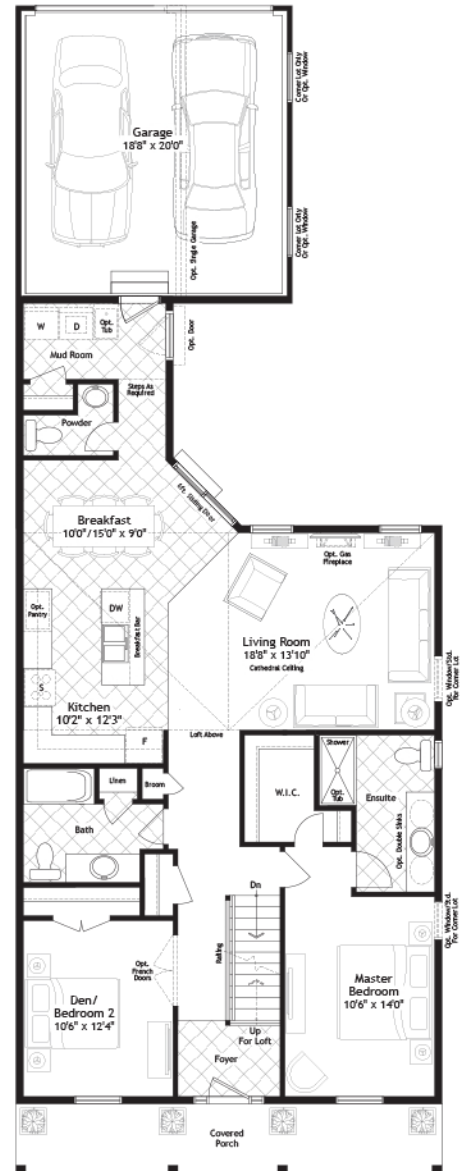 Garage
18'8" x 20'0"
Corner Lot Only
Or Opt. Window
Corner Lot Only
Or Opt. Window
Opt. Single Garage
W
D
Opt.
Tub
Mud Room
Opt. Door
Steps As
Required
Powder
6ft. Sliding Door
Breakfast
10'0"/15'0" x 9'0"
Opt. Gas
Fireplace
Opt.
Pantry
DW
Breakfast Bar
Living Room
18'8" x 13'10"
Cathedral Ceiling
Opt. Window/Std.
for Corner Lot
S
Kitchen
10'2" x 12'3"
F
Loft Above
Shower
Linen
Broom
W.I.C.
Opt.
Tub
Ensuite
Opt. Double Sinks
Bath
Dn
Opt. Window/Std.
For Corner Lot
Opt.
French
Doors
Railing
Den/
Bedroom 2
10'6" x 12'4"
Master
Bedroom
10'6" x 14'0"
Up
For Loft
Foyer
Covered
Porch